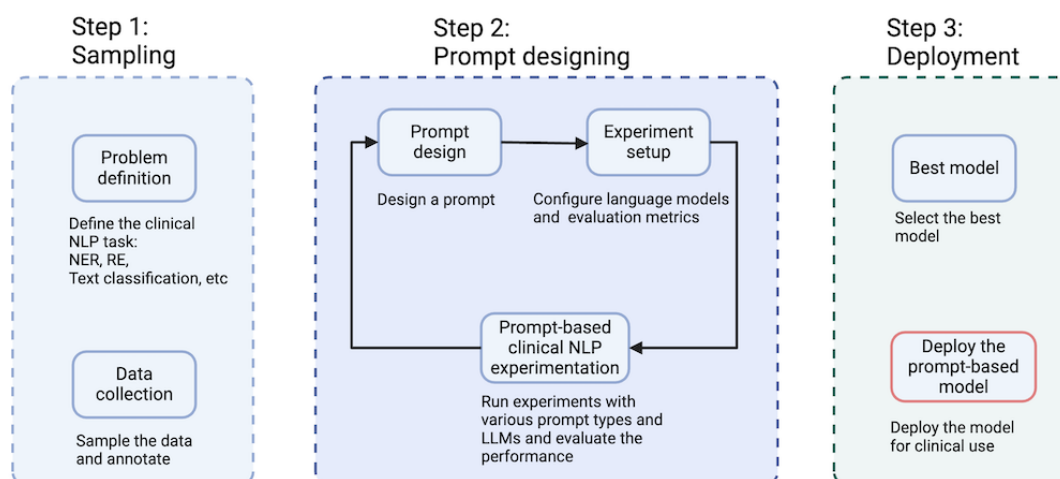 Step 1:
Sampling
Problem
definition
Define the clinical
NLP task:
NER, RE,
Text classification, etc
Data
collection
Sample the data
and annotate
Step 2:
Prompt designing
Prompt
design
Design a prompt
Experiment
setup
Configure language models
and evaluation metrics
Prompt-based
clinical NLP
experimentation
Run experiments with
various prompt types and
LLMs and evaluate the
performance
Step 3:
Deployment
Best model
Select the best
model
Deploy the
prompt-based
model
Deploy the model
for clinical use